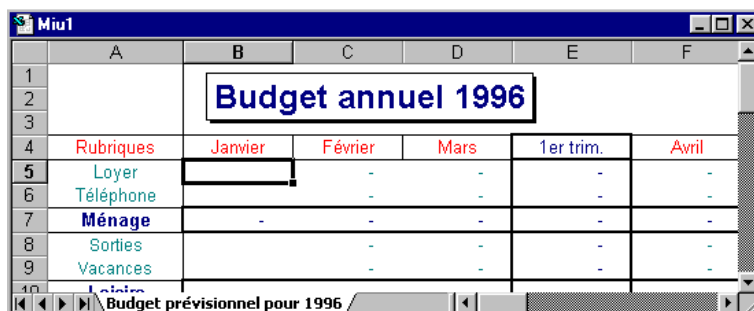 Miu1
A B C D E F
1
2 Budget annuel 1996
3
4 Rubriques Janvier Février Mars 1er trim. Avril
5 Loyer - - - -
6 Téléphone - - - -
7 Ménage - - - - -
8 Sorties - - - -
9 Vacances - - - -
10 Loisirs
Budget prévisionnel pour 1996